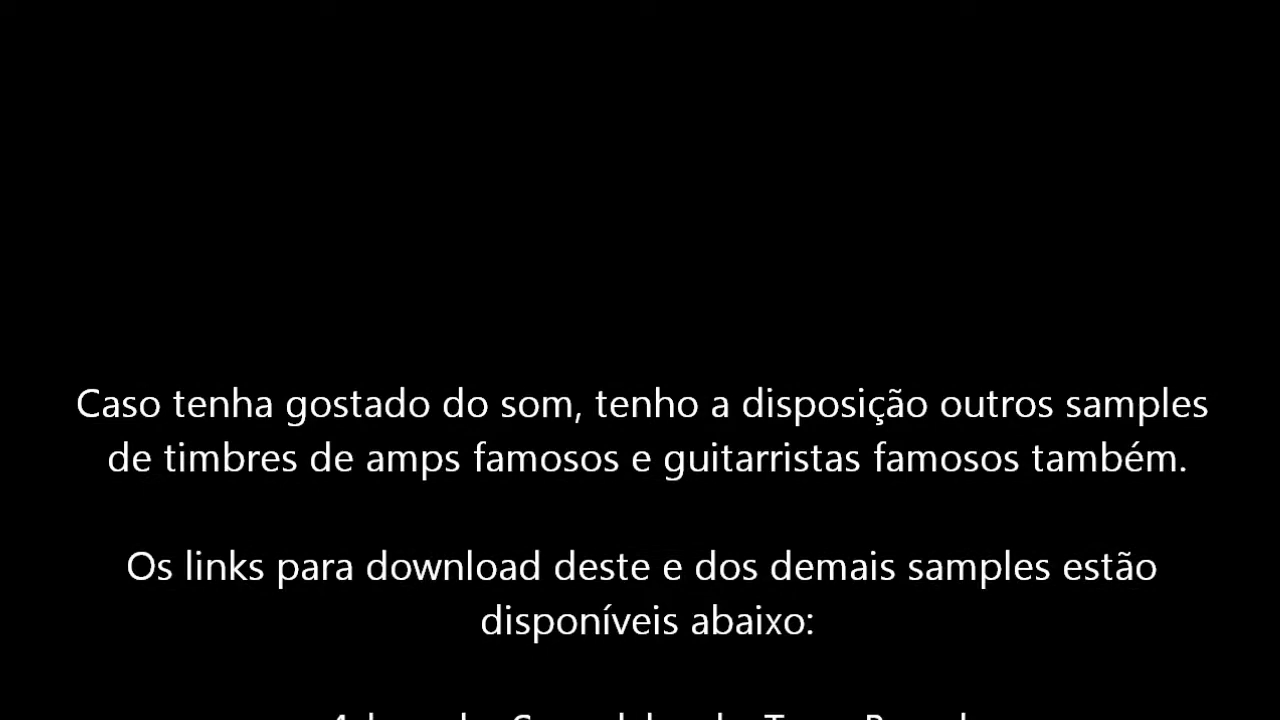 Caso tenha gostado do som, tenho a disposição outros samples
de timbres de amps famosos e guitarristas famosos também.
Os links para download deste e dos demais samples estão
disponíveis abaixo: